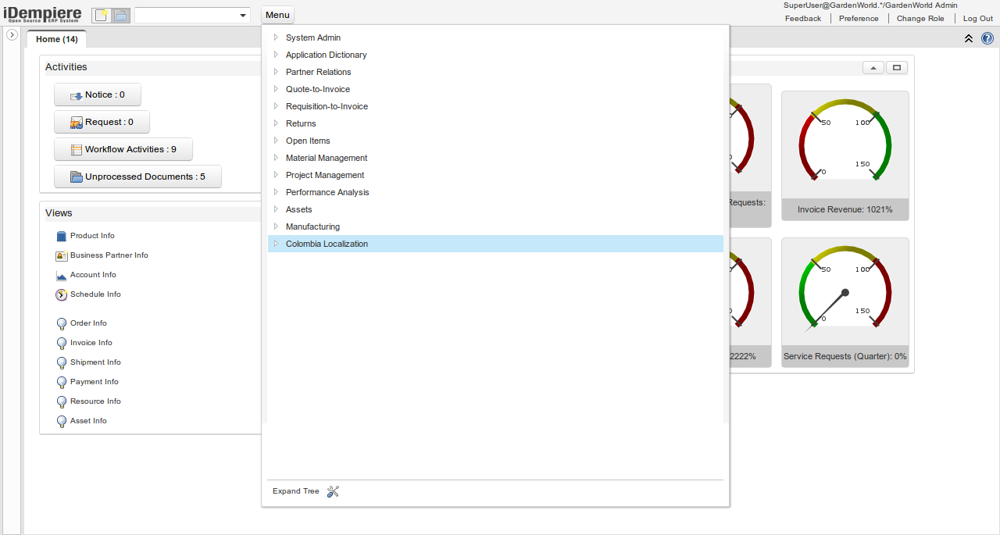 iDempiere
Open Source ERP System
Menu
SuperUser@GardenWorld.*/GardenWorld Admin
Feedback
Preference
Change Role
Log Out
Home (14)
Activities
Notice : 0
Request : 0
Workflow Activities : 9
Unprocessed Documents : 5
Views
Product Info
Business Partner Info
Account Info
Schedule Info
Order Info
Invoice Info
Shipment Info
Payment Info
Resource Info
Asset Info
System Admin
Application Dictionary
Partner Relations
Quote-to-Invoice
Requisition-to-Invoice
Returns
Open Items
Material Management
Project Management
Performance Analysis
Assets
Manufacturing
Colombia Localization
Expand Tree
Requests:
50
100
0
150
Invoice Revenue: 1021%
2222%
50
100
0
150
Service Requests (Quarter): 0%